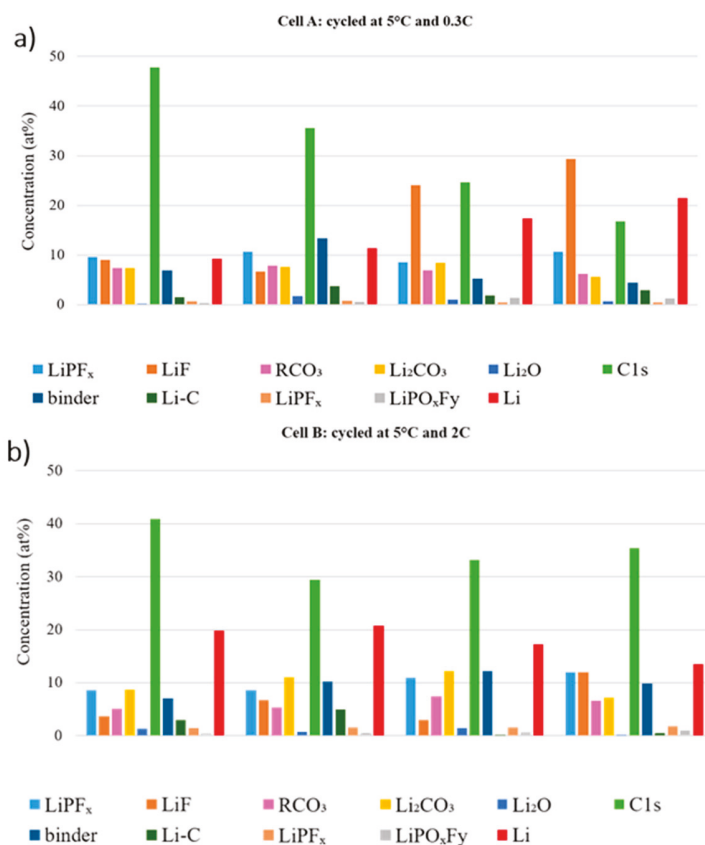 Cell A: cycled at 5°C and 0.3C
a)
50
40
30
20
10
0
Concentration (at%)
LiPFₓ LiF RCO₃ Li₂CO₃ Li₂O C1s
binder Li-C LiPFₓ LiPOₓFy Li
Cell B: cycled at 5°C and 2C
b)
50
40
30
20
10
0
Concentration (at%)
LiPFₓ LiF RCO₃ Li₂CO₃ Li₂O C1s
binder Li-C LiPFₓ LiPOₓFy Li